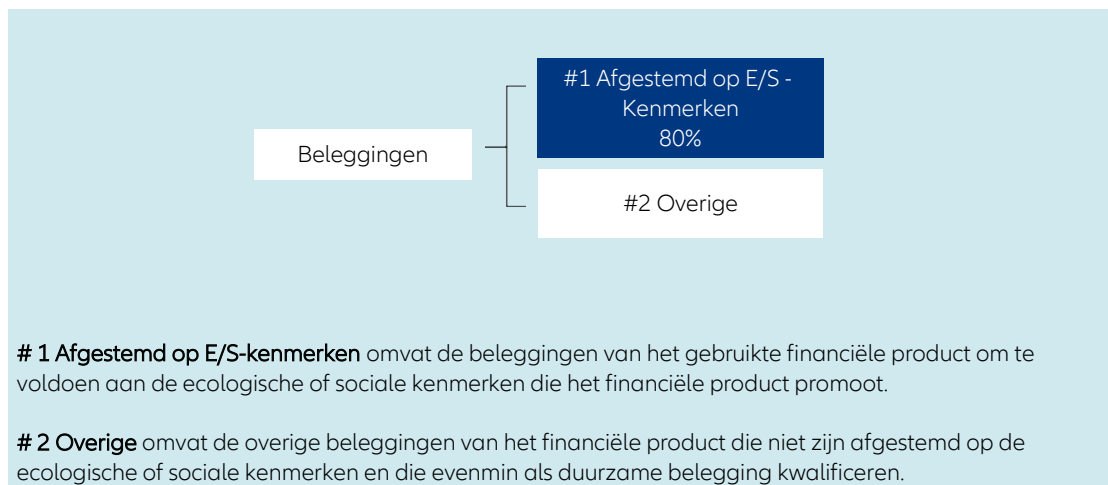 #1 Afgestemd op E/S -
Kenmerken
80%
Beleggingen
#2 Overige
# 1 Afgestemd op E/S-kenmerken omvat de beleggingen van het gebruikte financiële product om te
voldoen aan de ecologische of sociale kenmerken die het financiële product promoot.
# 2 Overige omvat de overige beleggingen van het financiële product die niet zijn afgestemd op de
ecologische of sociale kenmerken en die evenmin als duurzame belegging kwalificeren.